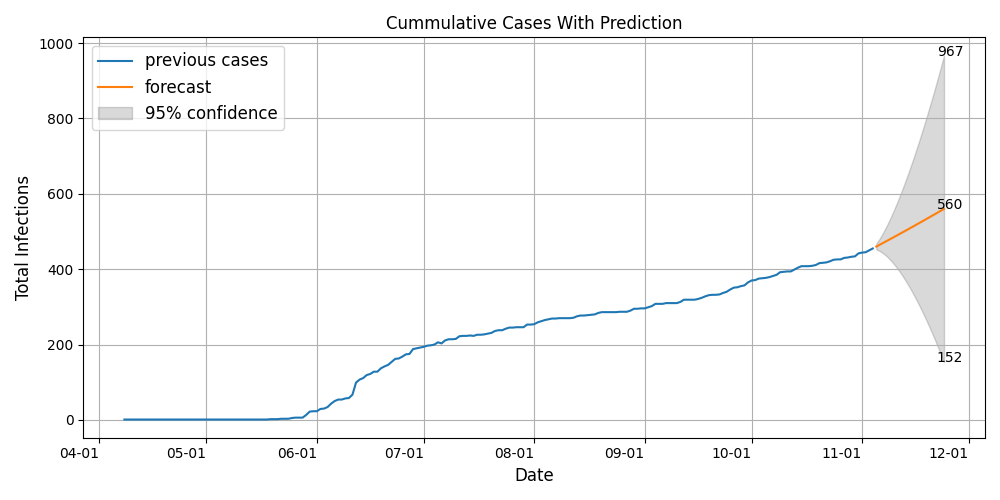 Cummulative Cases With Prediction
1000
800
600
400
200
0
Total Infections
previous cases
forecast
95% confidence
967
560
152
04-01 05-01 06-01 07-01 08-01 09-01 10-01 11-01 12-01
Date